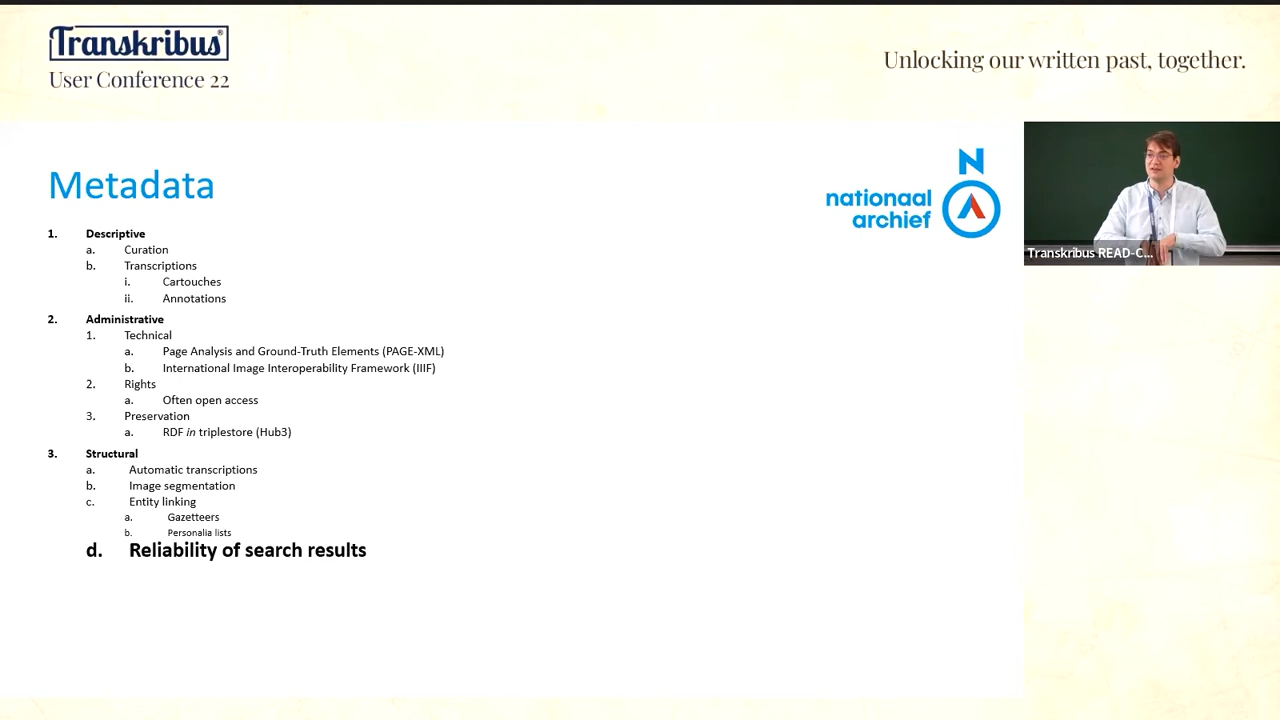 Transkribus®
User Conference 22
Unlocking our written past, together.
Metadata
nationaal
archief
1. Descriptive
a. Curation
b. Transcriptions
i. Cartouches
ii. Annotations
2. Administrative
1. Technical
a. Page Analysis and Ground-Truth Elements (PAGE-XML)
b. International Image Interoperability Framework (IIIF)
2. Rights
a. Often open access
3. Preservation
a. RDF in triplestore (Hub3)
3. Structural
a. Automatic transcriptions
b. Image segmentation
c. Entity linking
a. Gazetteers
b. Personalia lists
d. Reliability of search results
Transkribus READ-C...